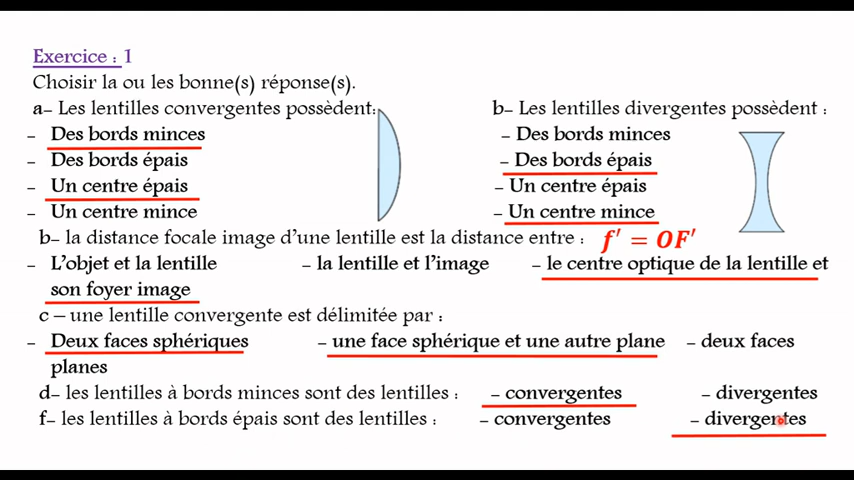 Exercice : 1
Choisir la ou les bonne(s) réponse(s).
a- Les lentilles convergentes possèdent:
- Des bords minces
- Des bords épais
- Un centre épais
- Un centre mince
b- Les lentilles divergentes possèdent :
- Des bords minces
- Des bords épais
- Un centre épais
- Un centre mince
b- la distance focale image d'une lentille est la distance entre : f' = OF'
- L'objet et la lentille - la lentille et l'image - le centre optique de la lentille et
son foyer image
c – une lentille convergente est délimitée par :
- Deux faces sphériques - une face sphérique et une autre plane - deux faces
planes
d- les lentilles à bords minces sont des lentilles : - convergentes - divergentes
f- les lentilles à bords épais sont des lentilles : - convergentes - divergentes